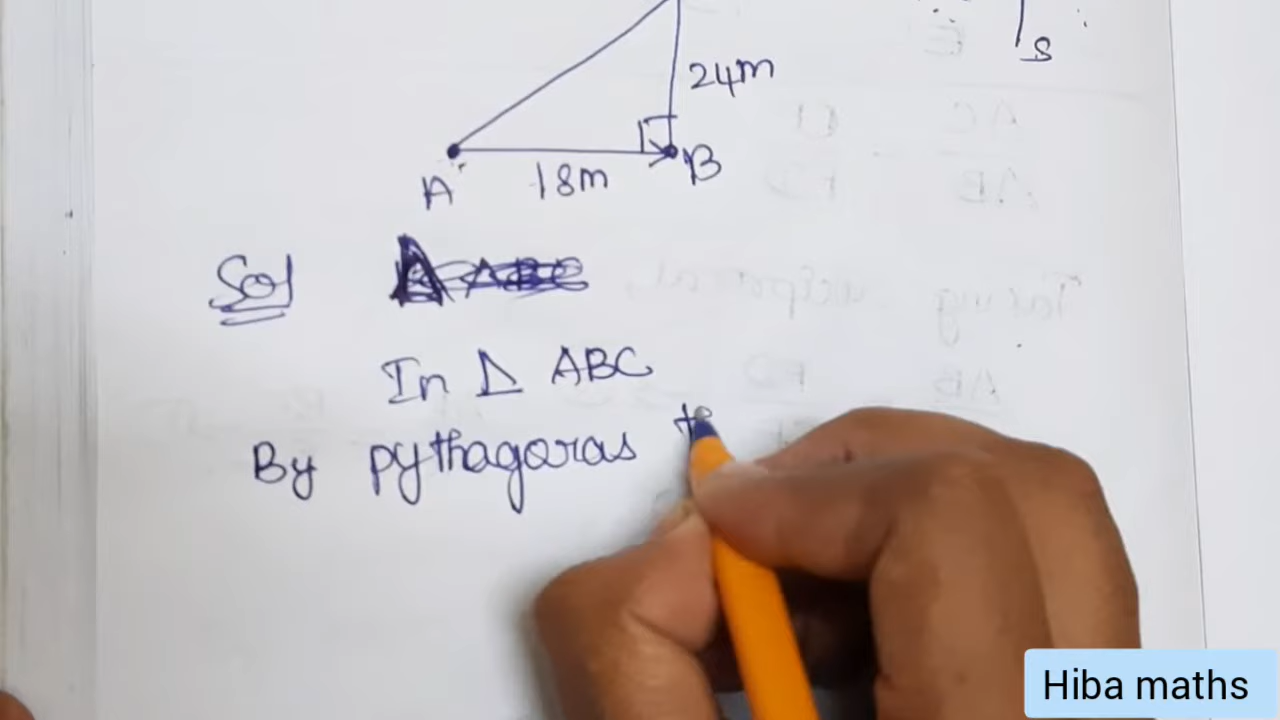 S
24m
A 18m B
Sol
In Δ ABC
By pythagoras
Hiba maths